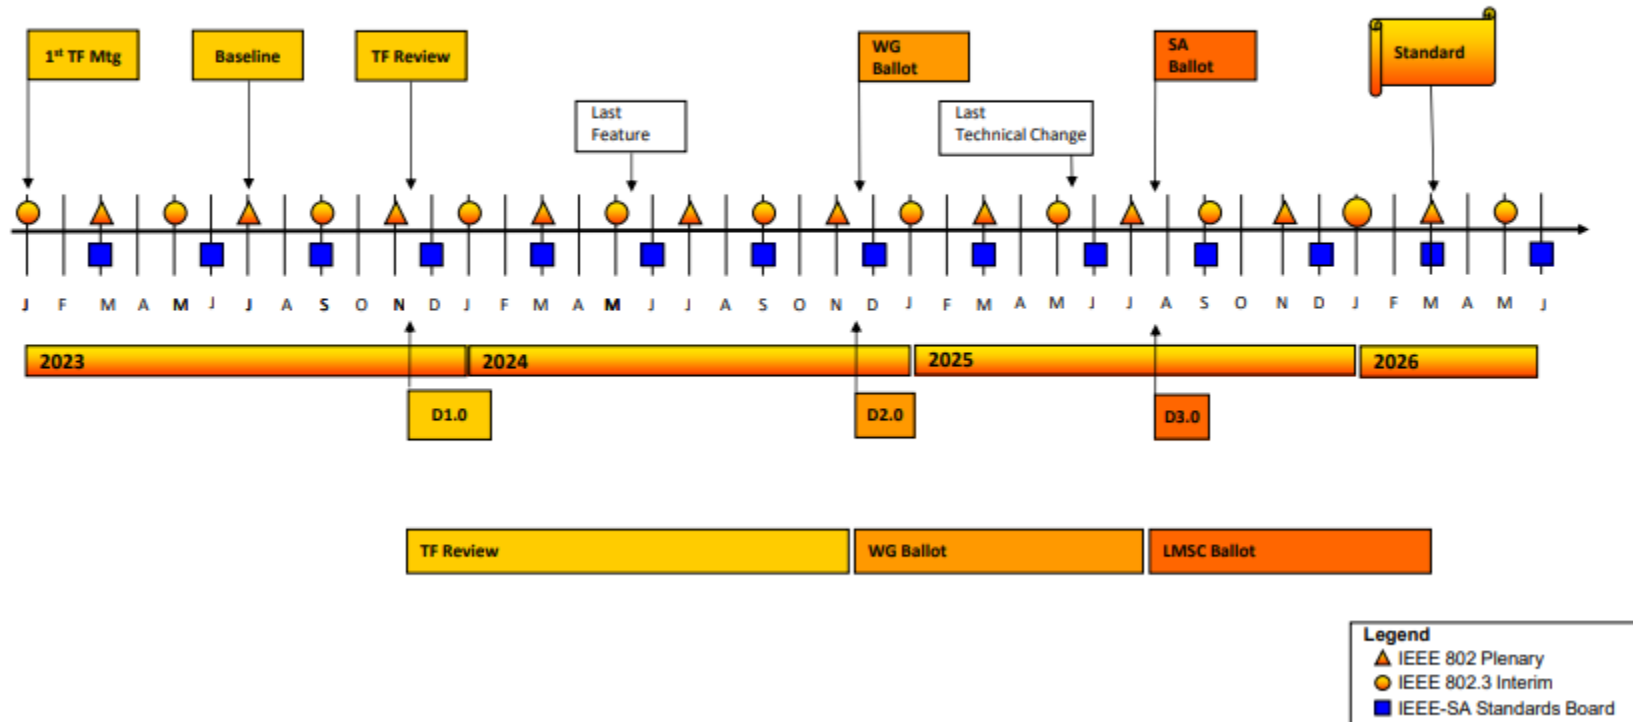 1st TF Mtg
Baseline
TF Review
WG
Ballot
SA
Ballot
Standard
Last
Feature
Last
Technical Change
J F M A M J J A S O N D J F M A M J J A S O N D J F M A M J J A S O N D J F M A M J
2023 2024 2025 2026
D1.0 D2.0 D3.0
TF Review WG Ballot LMSC Ballot
Legend
IEEE 802 Plenary
IEEE 802.3 Interim
IEEE-SA Standards Board